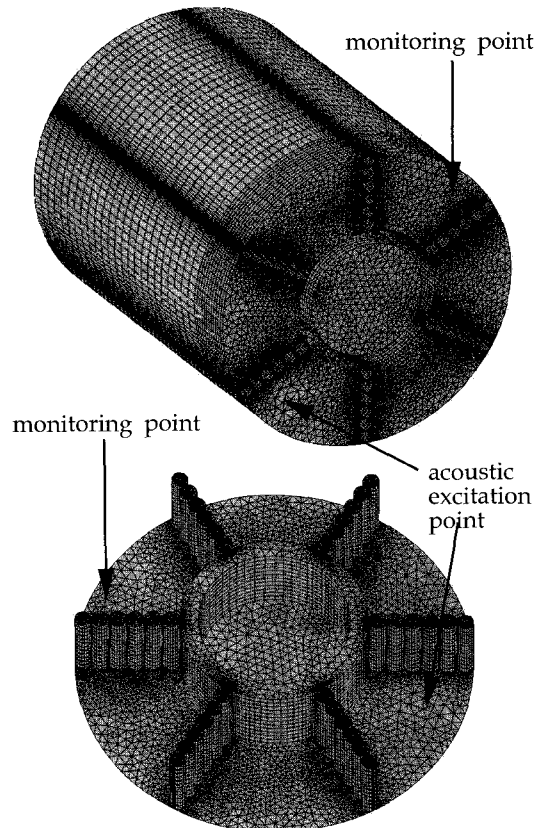 monitoring point
monitoring point
acoustic
excitation
point